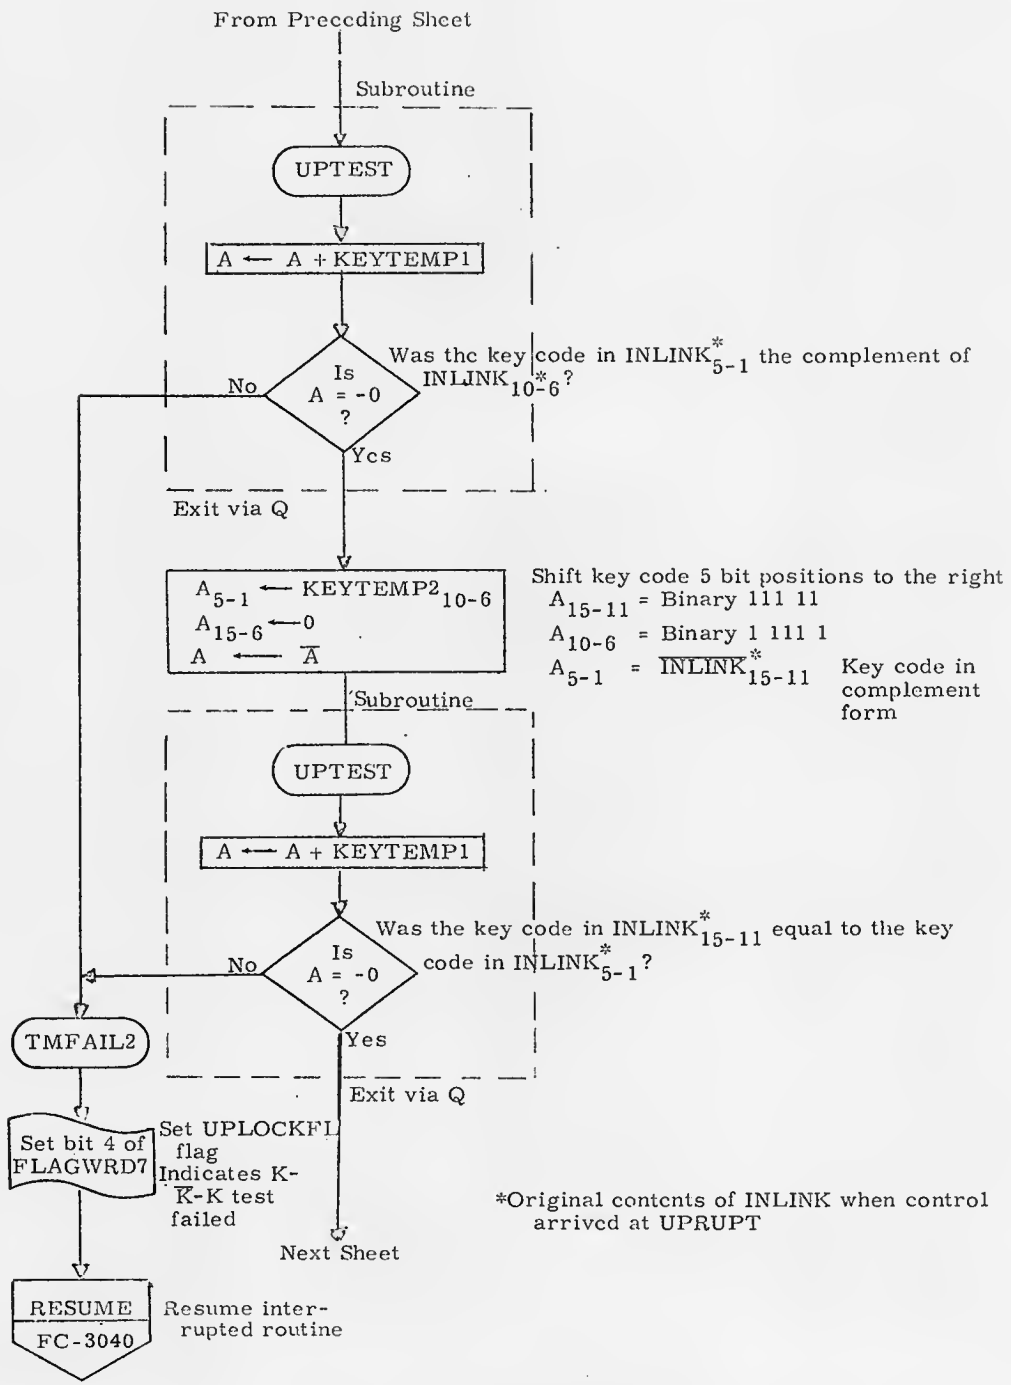 From Preceding Sheet
Subroutine
UPTEST
A ← A + KEYTEMP1
Is
A = -0
?
Was the key code in INLINK*5-1 the complement of
INLINK*10-6?
No
Yes
Exit via Q
A5-1 ← KEYTEMP2 10-6
A15-6 ← 0
A ← A̅
Shift key code 5 bit positions to the right
A15-11 = Binary 111 11
A10-6 = Binary 1 111 1
A5-1 = I̅N̅L̅I̅N̅K̅*15-11 Key code in
complement
form
Subroutine
UPTEST
A ← A + KEYTEMP1
Is
A = -0
?
Was the key code in INLINK*15-11 equal to the key
code in INLINK*5-1?
No
Yes
Exit via Q
TMFAIL2
Set bit 4 of
FLAGWRD7
Set UPLOCKFL
flag
Indicates K-
K̅-K test
failed
Next Sheet
*Original contents of INLINK when control
arrived at UPRUPT
RESUME
FC-3040
Resume inter-
rupted routine